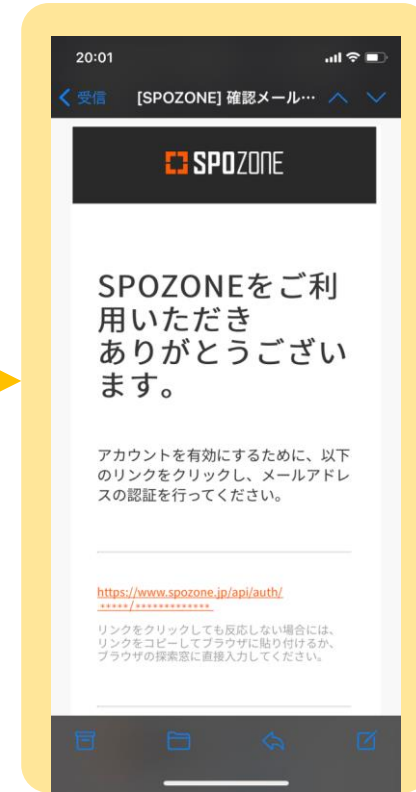 20:01
受信 [SPOZONE] 確認メール…
SPOZONE
SPOZONEをご利
用いただき
ありがとうござい
ます。
アカウントを有効にするために、以下
のリンクをクリックし、メールアドレ
スの認証を行ってください。
https://www.spozone.jp/api/auth/
*****/*************
リンクをクリックしても反応しない場合には、
リンクをコピーしてブラウザに貼り付けるか、
ブラウザの探索窓に直接入力してください。